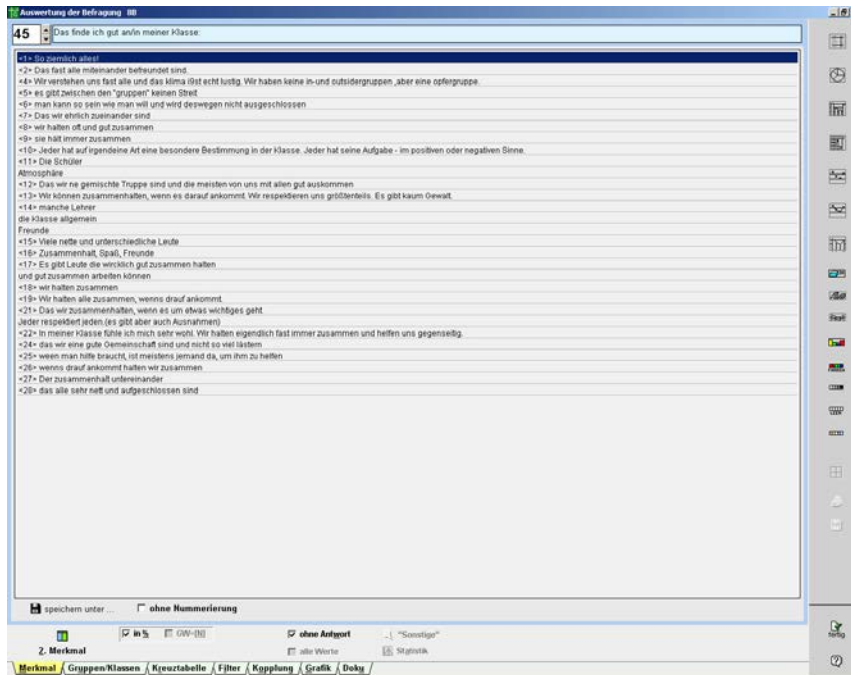 Auswertung der Befragung BB
45 Das finde ich gut an/in meiner Klasse:
<1> So ziemlich alles!
<2> Das fast alle miteinander befreundet sind.
<4> Wir verstehen uns fast alle und das klima i9st echt lustig. Wir haben keine in-und outsidergruppen ,aber eine opfergruppe.
<5> es gibt zwischen den "gruppen" keinen Streit
<6> man kann so sein wie man will und wird deswegen nicht ausgeschlossen
<7> Das wir ehrlich zueinander sind
<8> wir halten oft und gut zusammen
<9> sie hält immer zusammen
<10> Jeder hat auf irgendeine Art eine besondere Bestimmung in der Klasse. Jeder hat seine Aufgabe - im positiven oder negativen Sinne.
<11> Die Schüler
Atmosphäre
<12> Das wir ne gemischte Truppe sind und die meisten von uns mit allen gut auskommen
<13> Wir können zusammenhalten, wenn es darauf ankommt. Wir respektieren uns größtenteils. Es gibt kaum Gewalt.
<14> manche Lehrer
die Klasse allgemein
Freunde
<15> Viele nette und unterschiedliche Leute
<16> Zusammenhalt, Spaß, Freunde
<17> Es gibt Leute die wircklich gut zusammen halten
und gut zusammen arbeiten können
<18> wir halten zusammen
<19> Wir halten alle zusammen, wenns drauf ankommt.
<21> Das wir zusammenhalten, wenn es um etwas wichtiges geht.
Jeder respektiert jeden.(es gibt aber auch Ausnahmen)
<22> In meiner Klasse fühle ich mich sehr wohl. Wir halten eigendlich fast immer zusammen und helfen uns gegenseitig.
<24> das wir eine gute Gemeinschaft sind und nicht so viel lästern
<25> ween man hilfe braucht, ist meistens jemand da, um ihm zu helfen
<26> wenns drauf ankommt halten wir zusammen
<27> Der zusammenhalt untereinander
<28> das alle sehr nett und aufgeschlossen sind
speichern unter ... ohne Nummerierung
in % GW-(N) ohne Antwort "Sonstige"
2. Merkmal alle Werte Statistik
fertig
Merkmal Gruppen/Klassen Kreuztabelle Filter Kopplung Grafik Doku